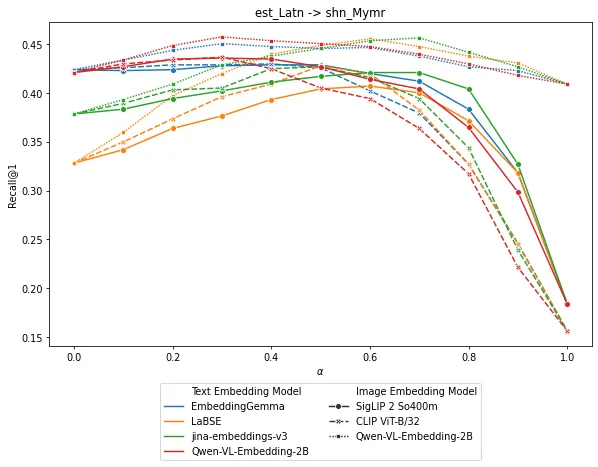 est_Latn -> shn_Mymr
Recall@1
0.45
0.40
0.35
0.30
0.25
0.20
0.15
0.0 0.2 0.4 0.6 0.8 1.0
α
Text Embedding Model Image Embedding Model
EmbeddingGemma SigLIP 2 So400m
LaBSE CLIP ViT-B/32
jina-embeddings-v3 Qwen-VL-Embedding-2B
Qwen-VL-Embedding-2B